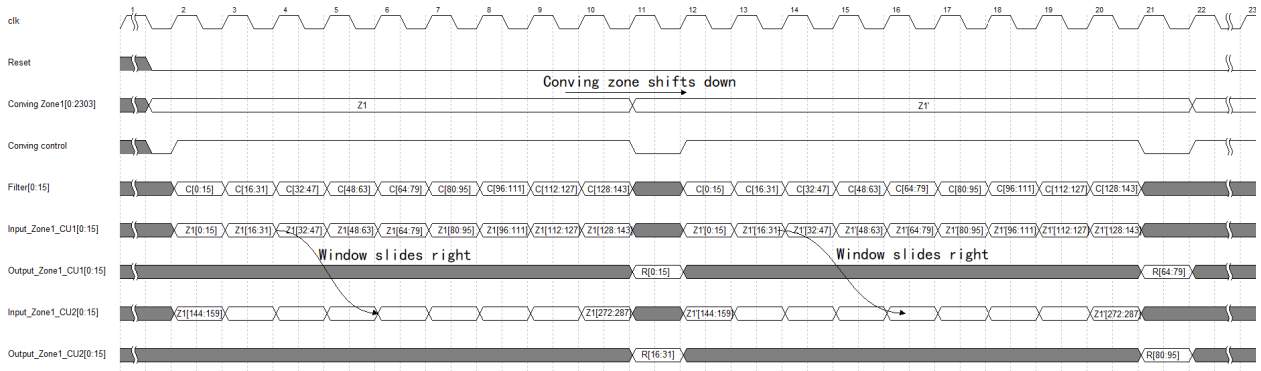 1 2 3 4 5 6 7 8 9 10 11 12 13 14 15 16 17 18 19 20 21 22 23
clk
Reset
Conving zone shifts down
Conving Zone1[0:2303] Z1 Z1'
Conving control
Filter[0:15] C[0:15] C[16:31] C[32:47] C[48:63] C[64:79] C[80:95] C[96:111] C[112:127] C[128:143] C[0:15] C[16:31] C[32:47] C[48:63] C[64:79] C[80:95] C[96:111] C[112:127] C[128:143]
Input_Zone1_CU1[0:15] Z1[0:15] Z1[16:31] Z1[32:47] Z1[48:63] Z1[64:79] Z1[80:95] Z1[96:111] Z1[112:127] Z1[128:143] Z1'[0:15] Z1'[16:31] Z1'[32:47] Z1'[48:63] Z1'[64:79] Z1'[80:95] Z1'[96:111] Z1'[112:127] Z1'[128:143]
Window slides right Window slides right
Output_Zone1_CU1[0:15] R[0:15] R[64:79]
Input_Zone1_CU2[0:15] Z1[144:159] Z1[272:287] Z1'[144:159] Z1'[272:287]
Output_Zone1_CU2[0:15] R[16:31] R[80:95]